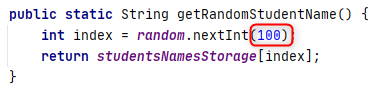 public static String getRandomStudentName() {
    int index = random.nextInt(100);
    return studentsNamesStorage[index];
}